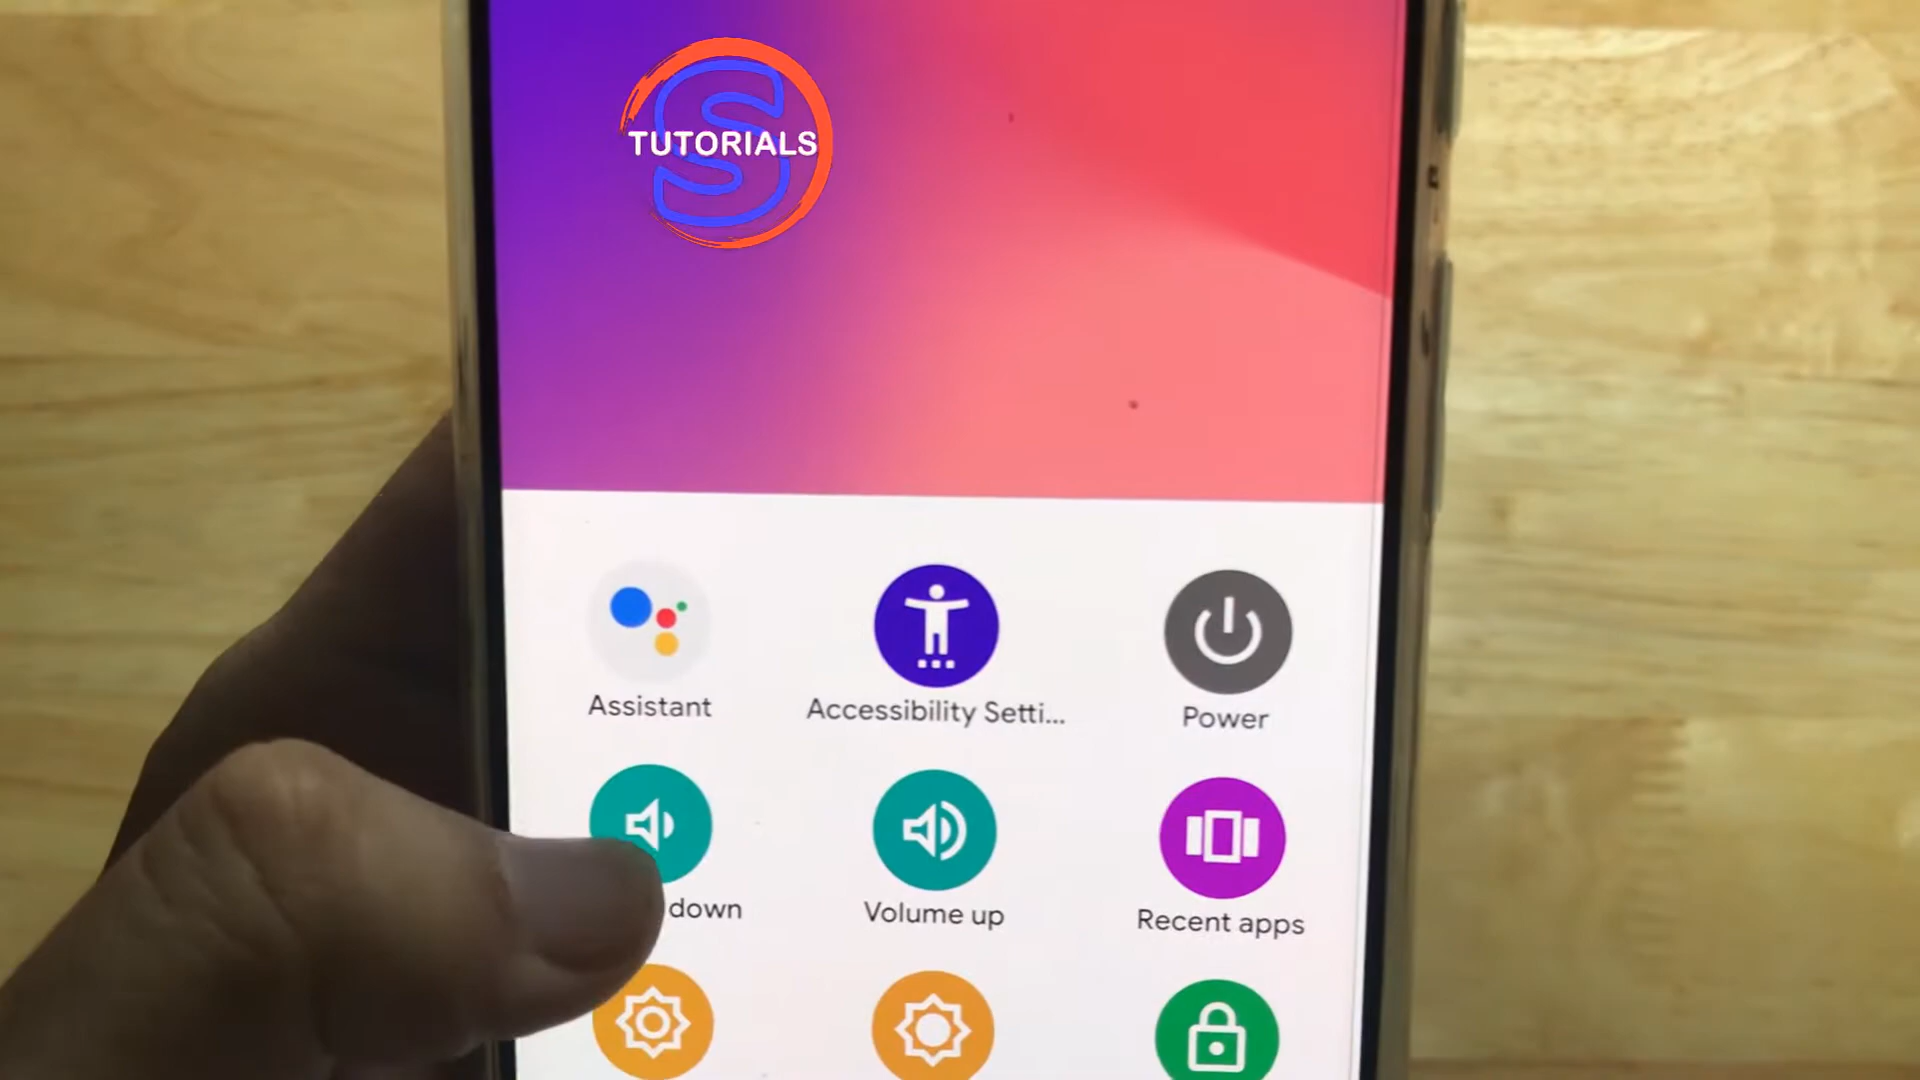 S
TUTORIALS
Assistant
Accessibility Setti...
Power
down
Volume up
Recent apps